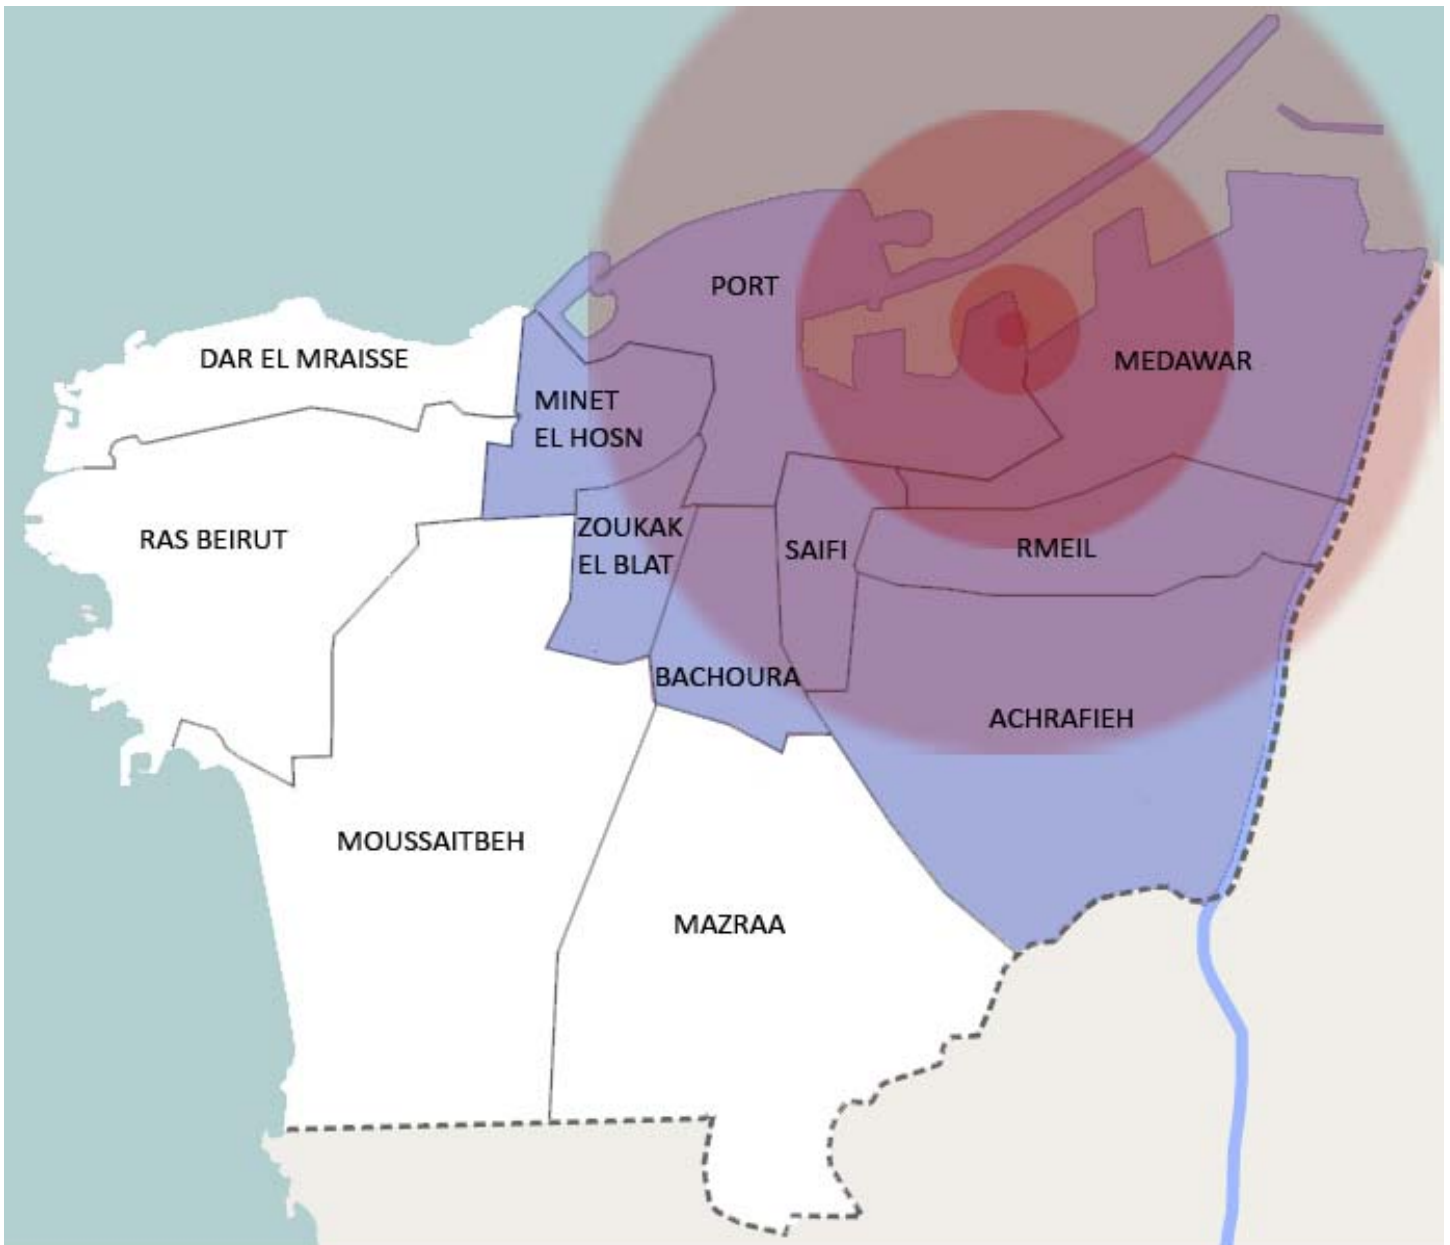 PORT
DAR EL MRAISSE
MEDAWAR
MINET
EL HOSN
RAS BEIRUT
ZOUKAK
EL BLAT
SAIFI
RMEIL
BACHOURA
ACHRAFIEH
MOUSSAITBEH
MAZRAA